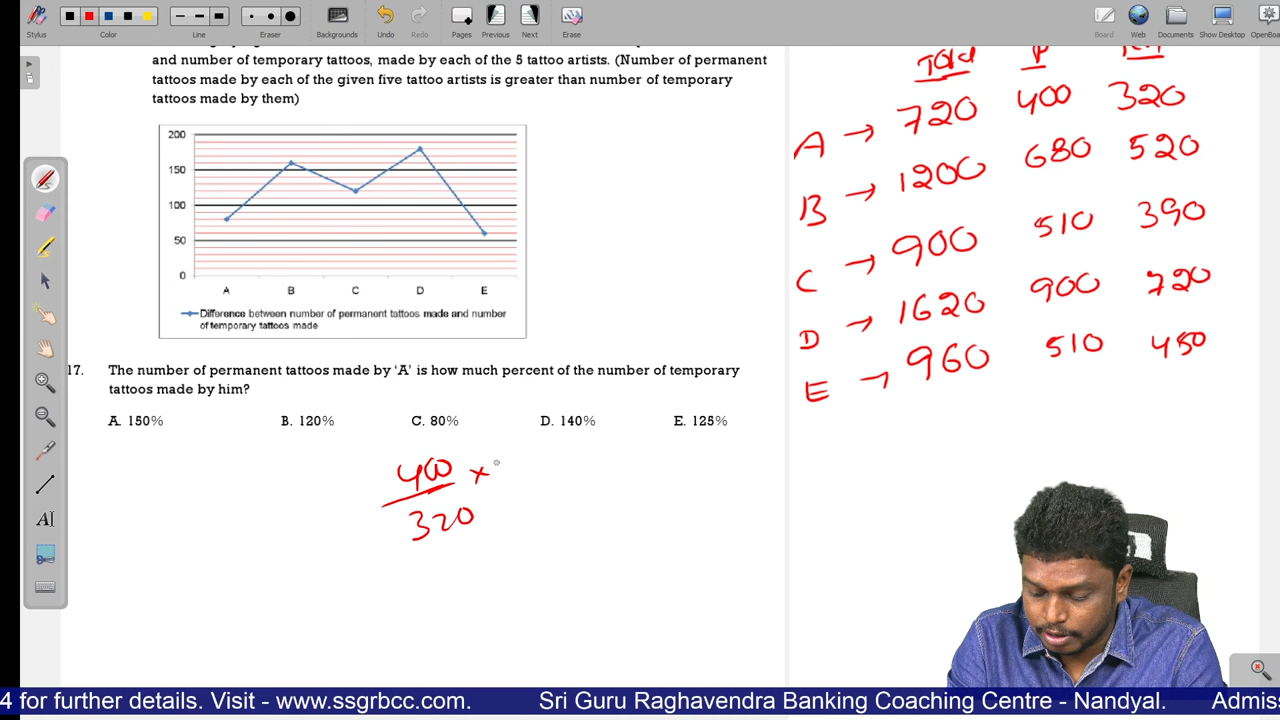 Stylus Color Line Eraser Backgrounds Undo Redo Pages Previous Next Erase Board Web Documents Show Desktop OpenBoa
and number of temporary tattoos, made by each of the 5 tattoo artists. (Number of permanent
tattoos made by each of the given five tattoo artists is greater than number of temporary
tattoos made by them)
200
150
100
50
0
A B C D E
Difference between number of permanent tattoos made and number
of temporary tattoos made
17. The number of permanent tattoos made by ‘A’ is how much percent of the number of temporary
tattoos made by him?
A. 150% B. 120% C. 80% D. 140% E. 125%
400 ×
320
Total P
A → 720 400 320
B → 1200 680 520
C → 900 510 390
D → 1620 900 720
E → 960 510 450
4 for further details. Visit - www.ssgrbcc.com. Sri Guru Raghavendra Banking Coaching Centre - Nandyal. Admis